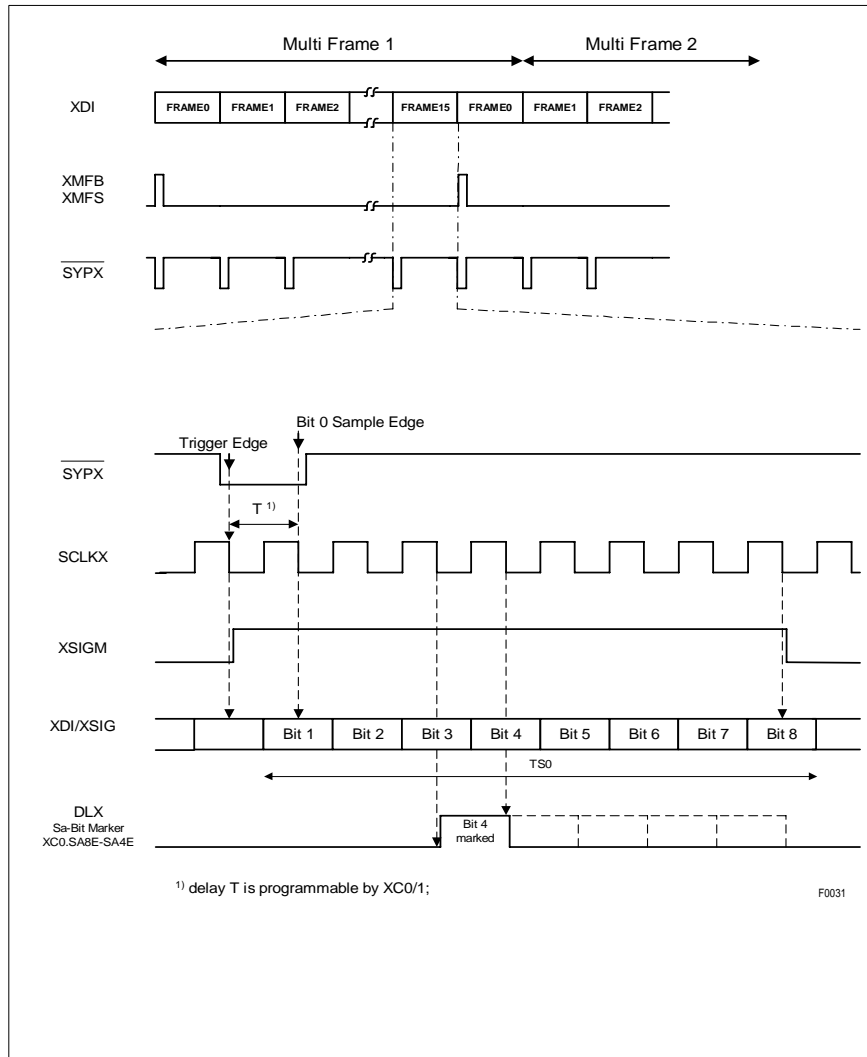 Multi Frame 1 Multi Frame 2
XDI FRAME0 FRAME1 FRAME2 FRAME15 FRAME0 FRAME1 FRAME2
XMFB
XMFS
SYPX
Bit 0 Sample Edge
Trigger Edge
SYPX
T 1)
SCLKX
XSIGM
XDI/XSIG Bit 1 Bit 2 Bit 3 Bit 4 Bit 5 Bit 6 Bit 7 Bit 8
TS0
DLX
Sa-Bit Marker
XC0.SA8E-SA4E
Bit 4
marked
1) delay T is programmable by XC0/1;
F0031